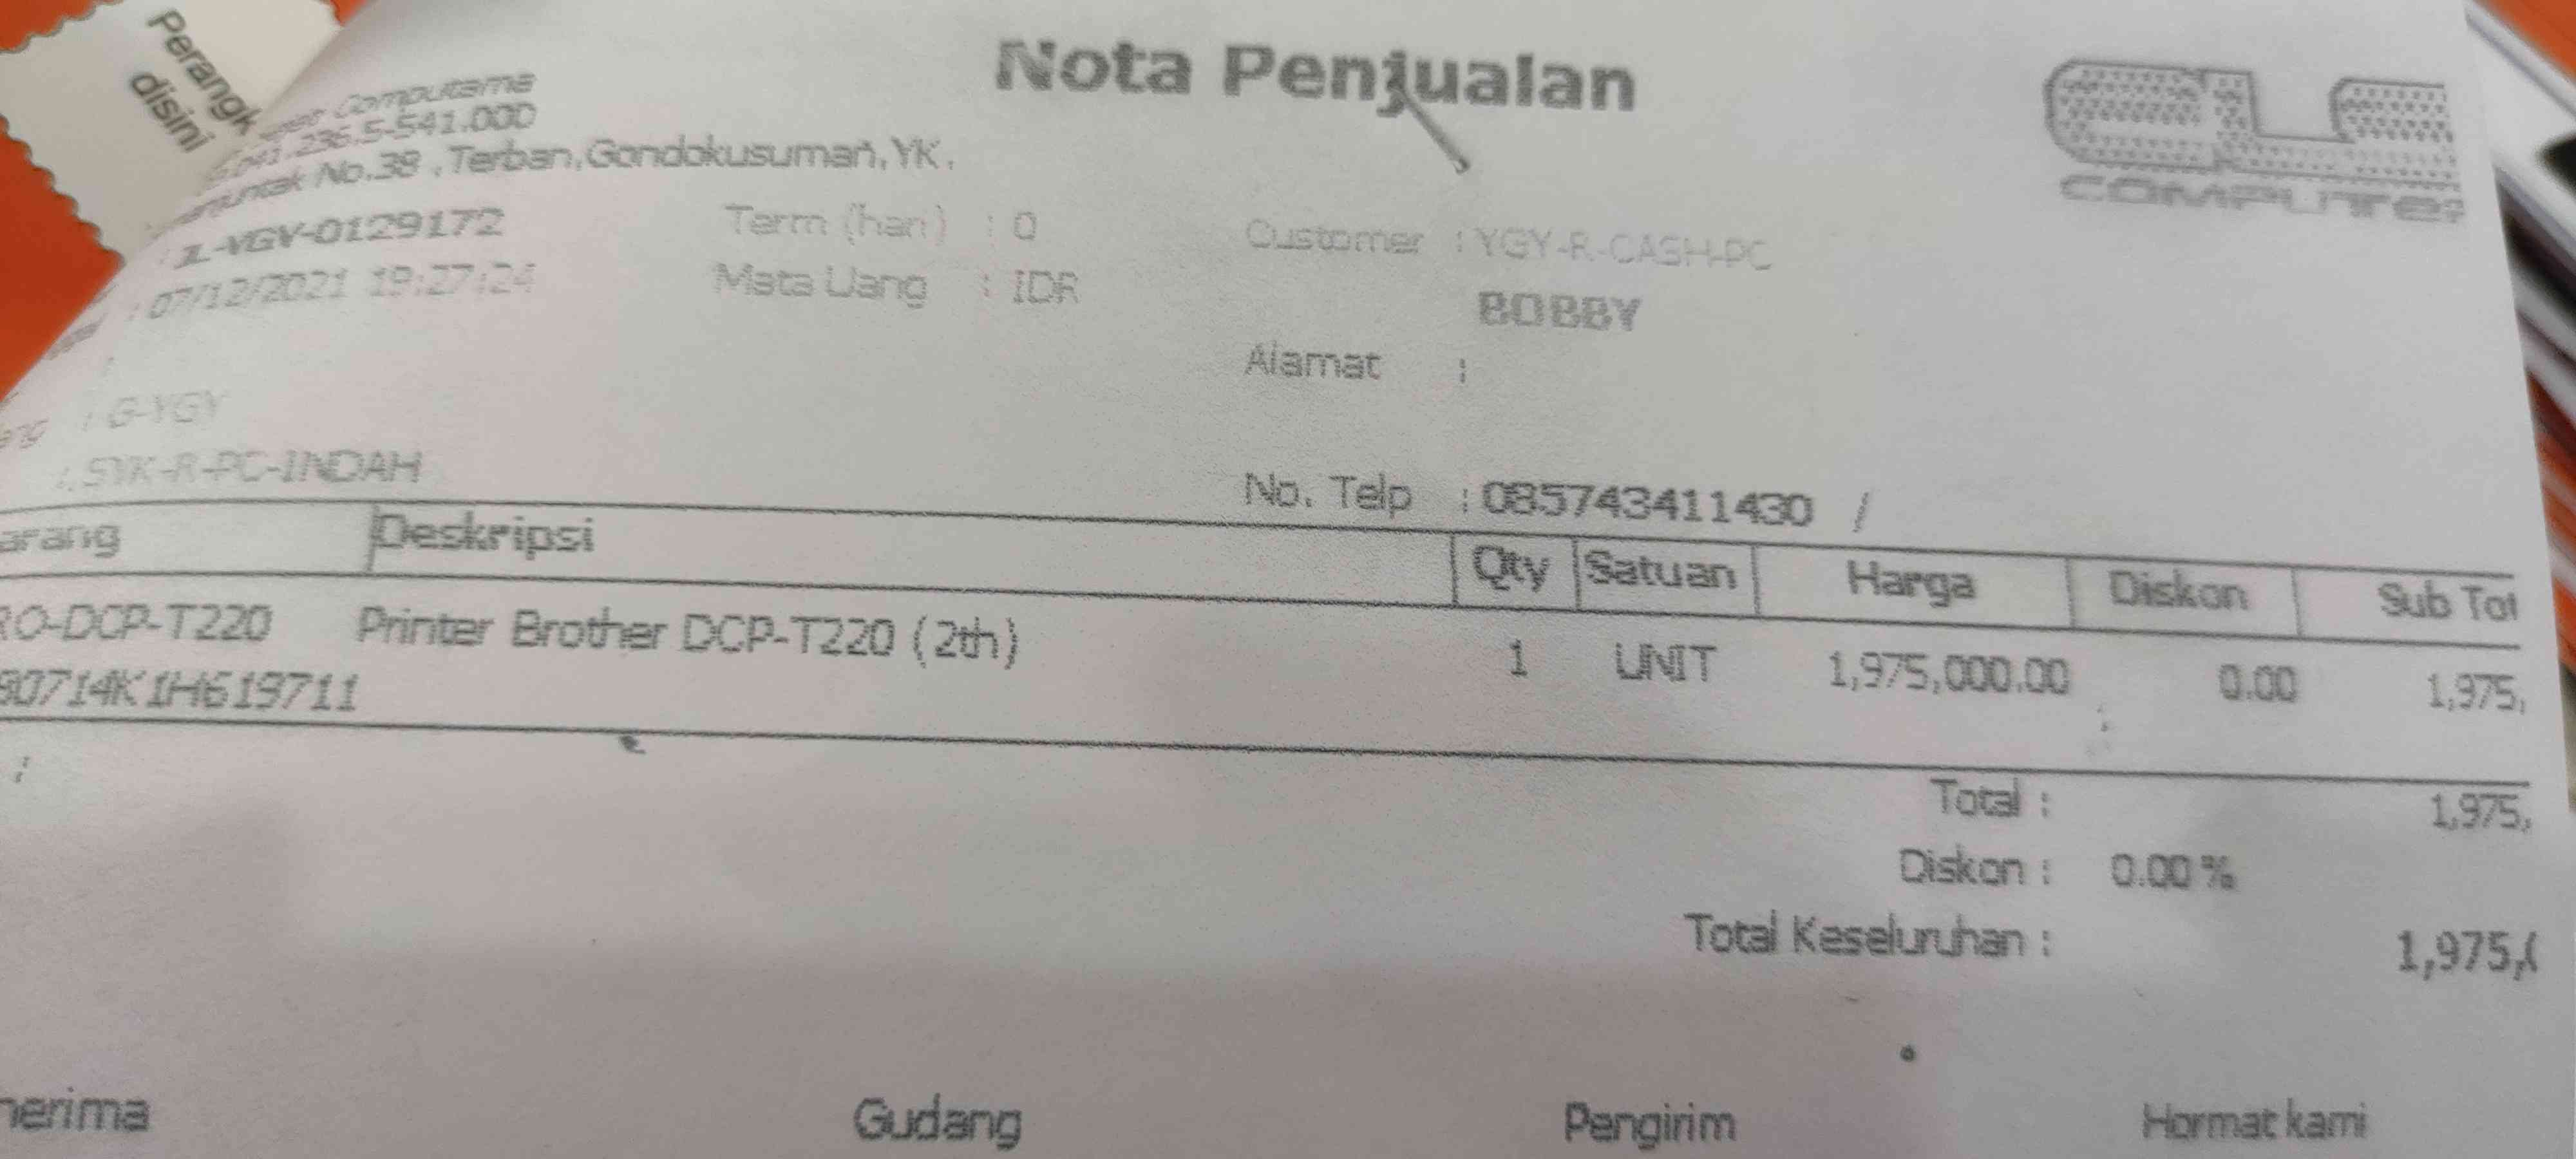 Perangk
disini
Nota Penjualan
Computama
236.5-541.000
No.38 , Terban,Gondokusuman,YK,
COMPUTER
JL-YGY-0129172
Term (hari) : 0
Customer : YGY-R-CASH-PC
: 07/12/2021 19:27:24
Mata Uang : IDR
BOBBY
Alamat :
: G-YGY
: SYK-R-PC-INDAH
No. Telp : 085743411430 /
arang Deskripsi Qty Satuan Harga Diskon Sub Tot
RO-DCP-T220 Printer Brother DCP-T220 (2th) 1 UNIT 1,975,000.00 0.00 1,975,
80714K1H619711
:
Total : 1,975,
Diskon : 0.00 %
Total Keseluruhan : 1,975,(
nerima Gudang Pengirim Hormat kami